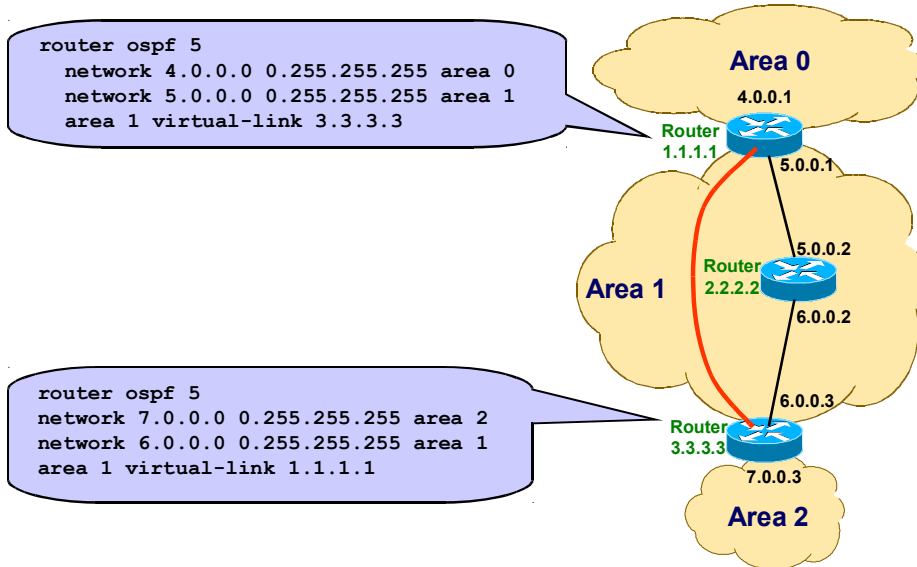 router ospf 5
network 4.0.0.0 0.255.255.255 area 0
network 5.0.0.0 0.255.255.255 area 1
area 1 virtual-link 3.3.3.3
Area 0
4.0.0.1
Router
1.1.1.1
5.0.0.1
5.0.0.2
Router
2.2.2.2
Area 1
6.0.0.2
router ospf 5
network 7.0.0.0 0.255.255.255 area 2
network 6.0.0.0 0.255.255.255 area 1
area 1 virtual-link 1.1.1.1
6.0.0.3
Router
3.3.3.3
7.0.0.3
Area 2